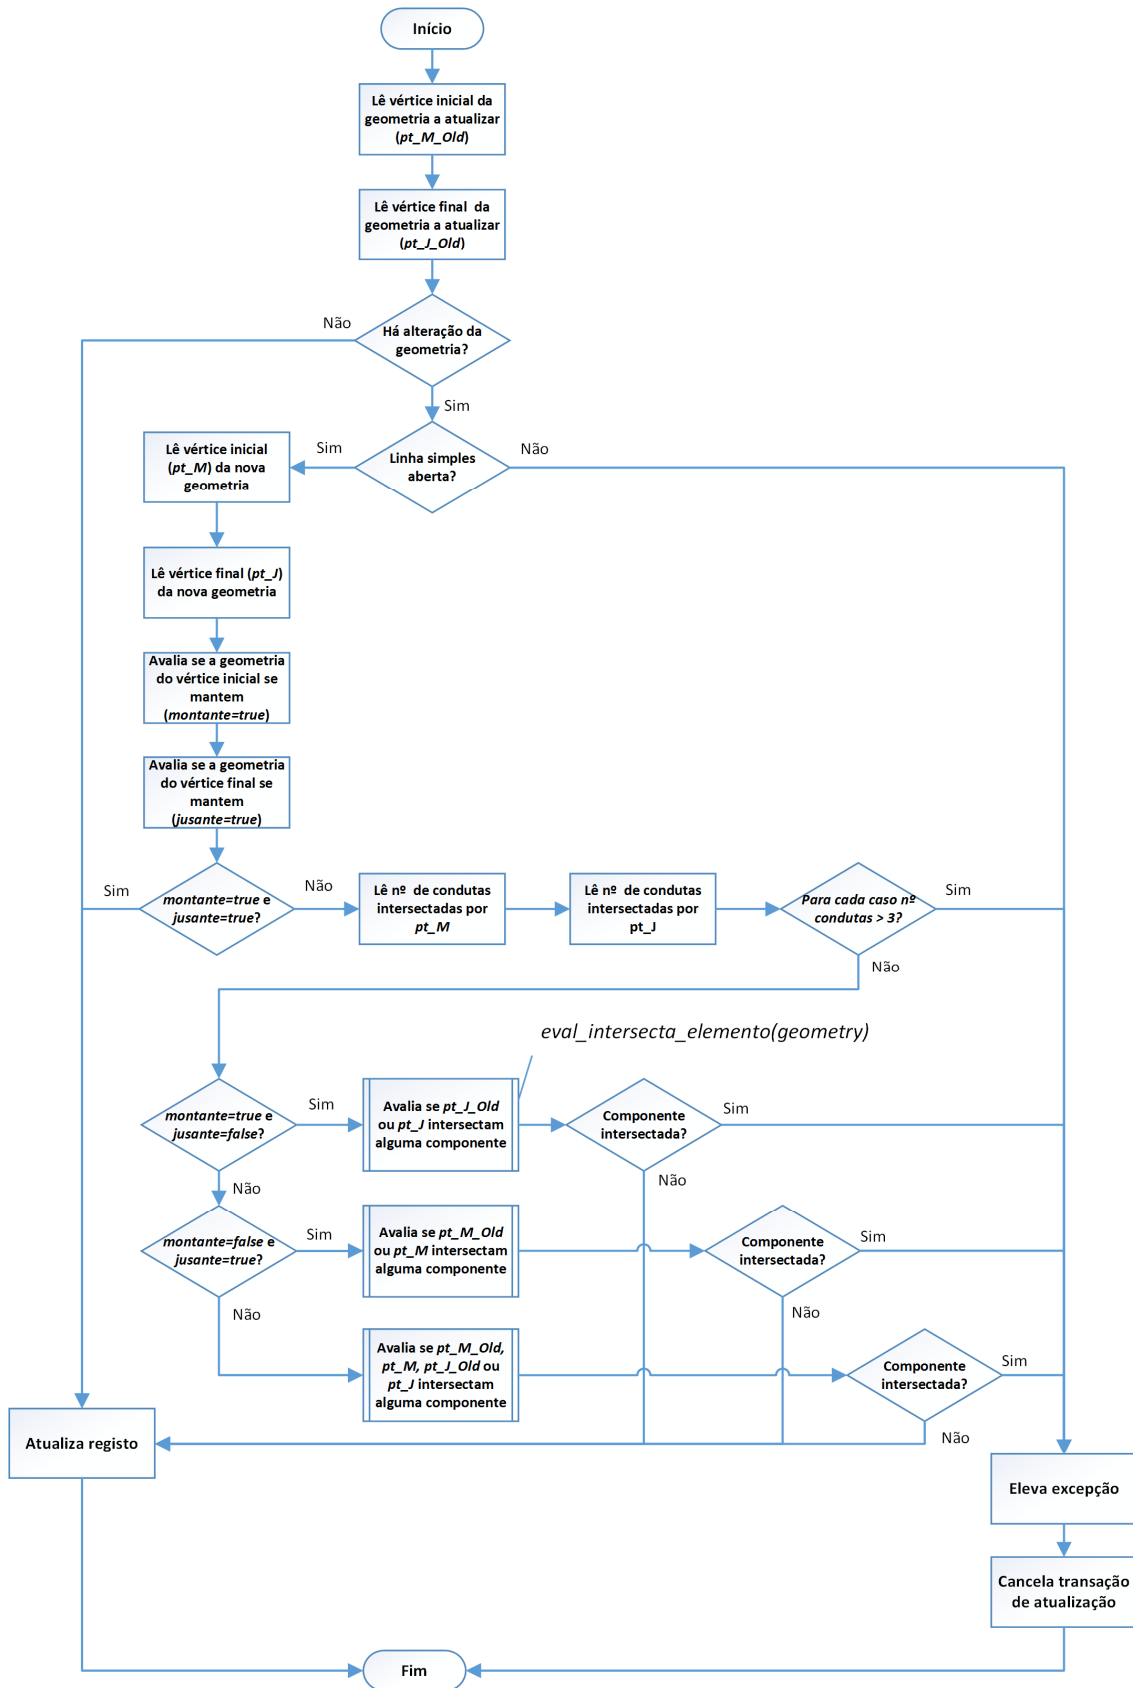 Início
Lê vértice inicial da
geometria a atualizar
(pt_M_Old)
Lê vértice final da
geometria a atualizar
(pt_J_Old)
Há alteração da
geometria?
Não
Sim
Linha simples
aberta?
Sim
Não
Lê vértice inicial
(pt_M) da nova
geometria
Lê vértice final (pt_J)
da nova geometria
Avalia se a geometria
do vértice inicial se
mantem
(montante=true)
Avalia se a geometria
do vértice final se
mantem
(jusante=true)
montante=true e
jusante=true?
Sim
Não
Lê nº de condutas
intersectadas por
pt_M
Lê nº de condutas
intersectadas por
pt_J
Para cada caso nº
condutas > 3?
Sim
Não
eval_intersecta_elemento(geometry)
montante=true e
jusante=false?
Sim
Não
Avalia se pt_J_Old
ou pt_J intersectam
alguma componente
Componente
intersectada?
Sim
Não
montante=false e
jusante=true?
Sim
Não
Avalia se pt_M_Old
ou pt_M intersectam
alguma componente
Componente
intersectada?
Sim
Não
Avalia se pt_M_Old,
pt_M, pt_J_Old ou
pt_J intersectam
alguma componente
Componente
intersectada?
Sim
Não
Atualiza registo
Eleva excepção
Cancela transação
de atualização
Fim